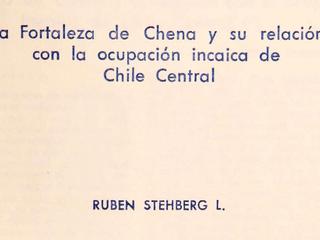 a Fortaleza de Chena y su relación
con la ocupación incaica de
Chile Central
RUBEN STEHBERG L.